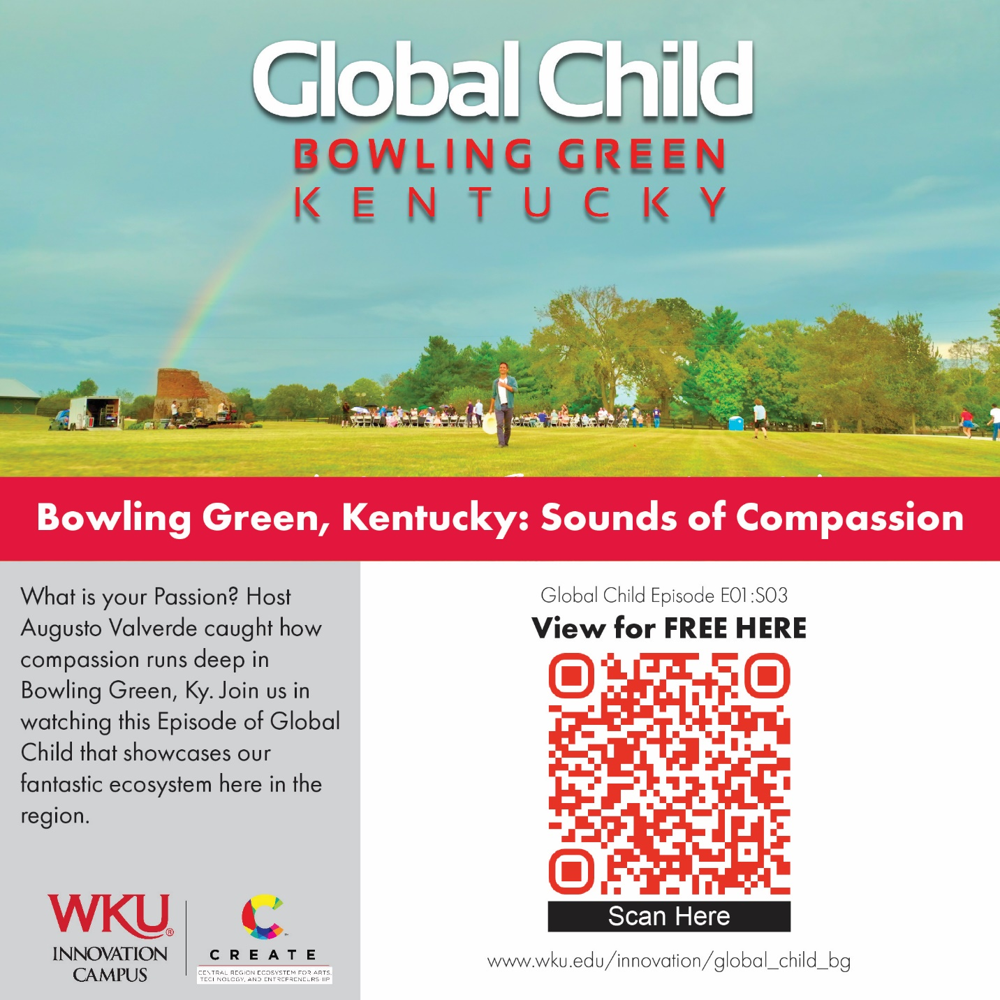 Global Child
BOWLING GREEN
KENTUCKY
Bowling Green, Kentucky: Sounds of Compassion
What is your Passion? Host
Augusto Valverde caught how
compassion runs deep in
Bowling Green, Ky. Join us in
watching this Episode of Global
Child that showcases our
fantastic ecosystem here in the
region.
WKU®
INNOVATION
CAMPUS
C™
CREATE
CENTRAL REGION ECOSYSTEM FOR ARTS,
TECHNOLOGY, AND ENTREPRENEURSHIP
Global Child Episode E01:S03
View for FREE HERE
Scan Here
www.wku.edu/innovation/global_child_bg